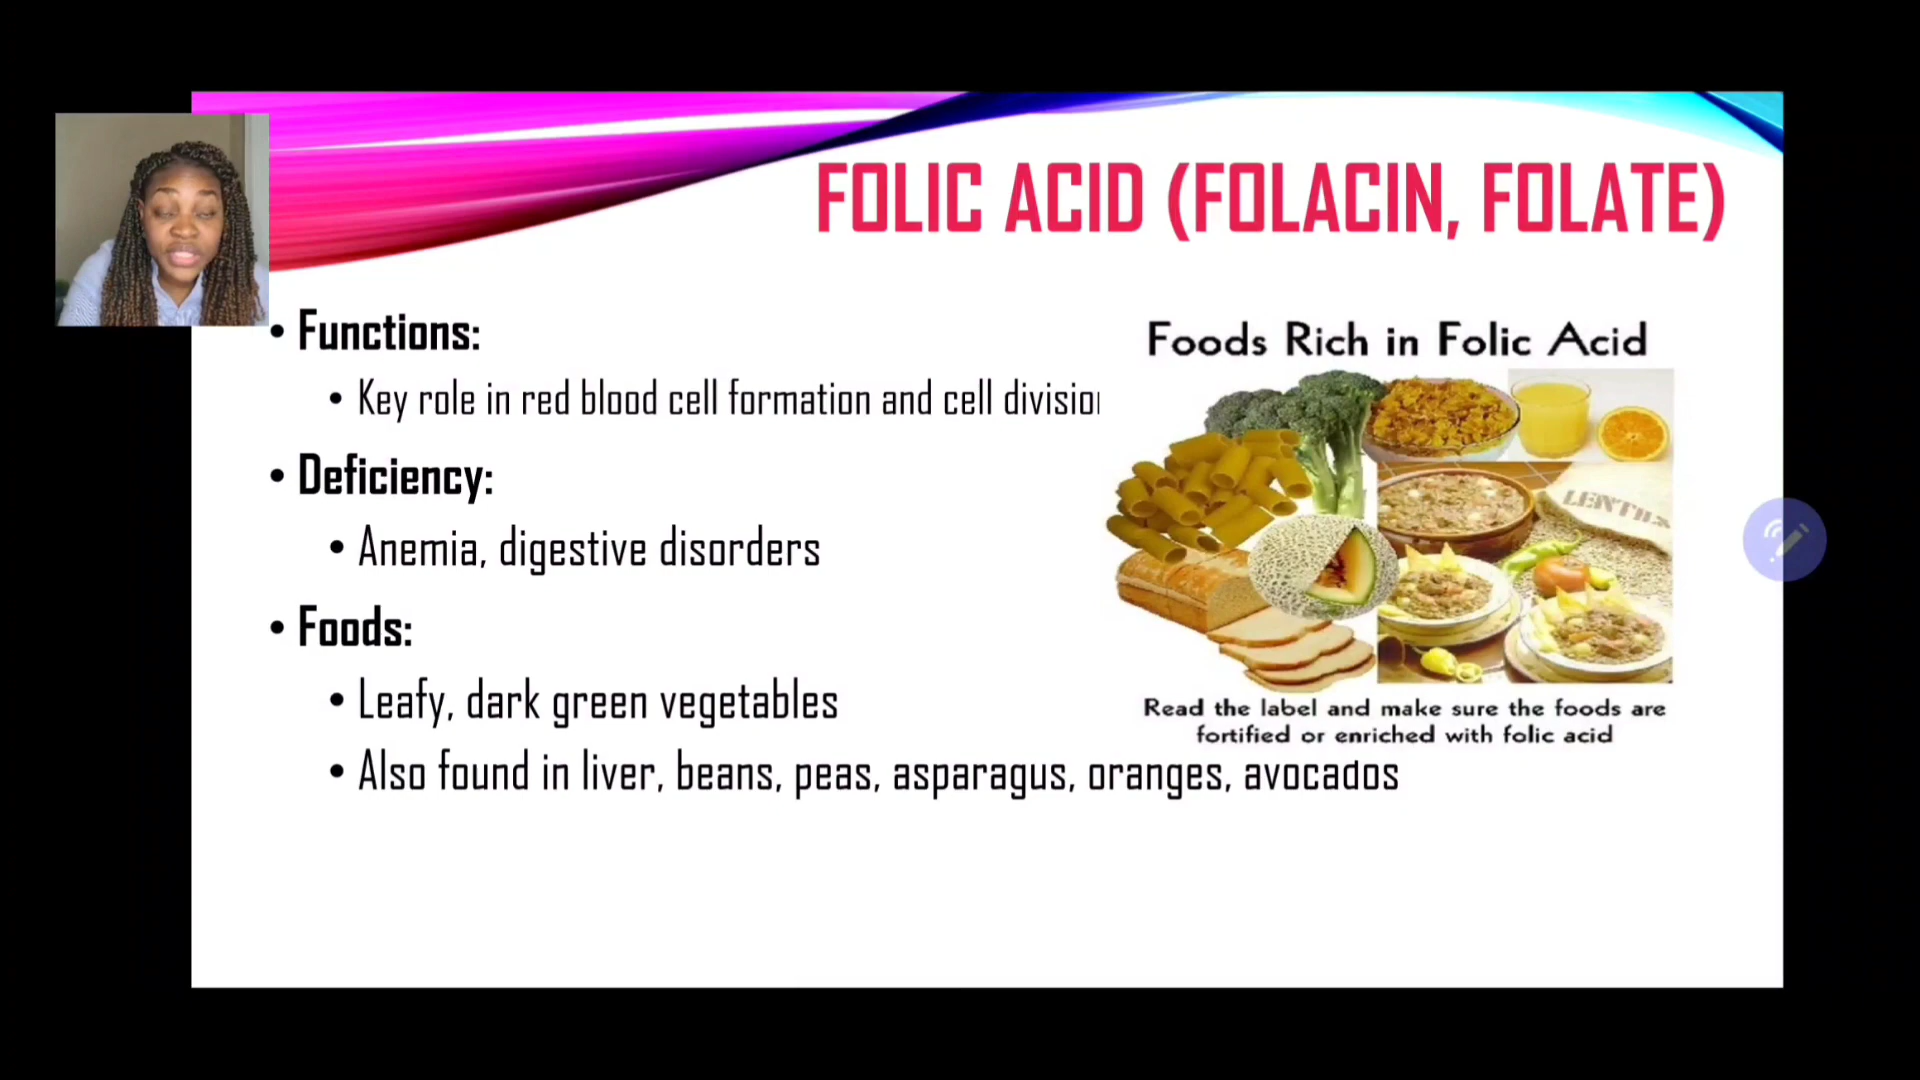 FOLIC ACID (FOLACIN, FOLATE)
• Functions:
• Key role in red blood cell formation and cell divisio
• Deficiency:
• Anemia, digestive disorders
• Foods:
• Leafy, dark green vegetables
• Also found in liver, beans, peas, asparagus, oranges, avocados
Foods Rich in Folic Acid
LENTILS
Read the label and make sure the foods are
fortified or enriched with folic acid